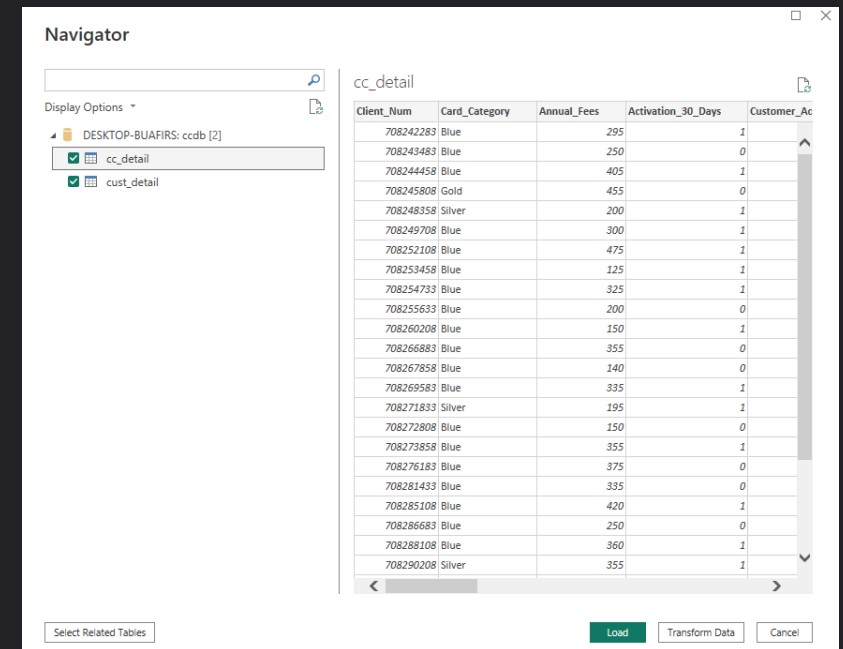 Navigator
Display Options
DESKTOP-BUAFIRS: ccdb [2]
cc_detail
cust_detail
cc_detail
Client_Num Card_Category Annual_Fees Activation_30_Days Customer_Ac
708242283 Blue 295 1
708243483 Blue 250 0
708244458 Blue 405 1
708245808 Gold 455 0
708248358 Silver 200 1
708249708 Blue 300 1
708252108 Blue 475 1
708253458 Blue 125 1
708254733 Blue 325 1
708255633 Blue 200 0
708260208 Blue 150 1
708266883 Blue 355 0
708267858 Blue 140 0
708269583 Blue 335 1
708271833 Silver 195 1
708272808 Blue 150 0
708273858 Blue 355 1
708276183 Blue 375 0
708281433 Blue 335 0
708285108 Blue 420 1
708286683 Blue 250 0
708288108 Blue 360 1
708290208 Silver 355 1
Select Related Tables
Load
Transform Data
Cancel